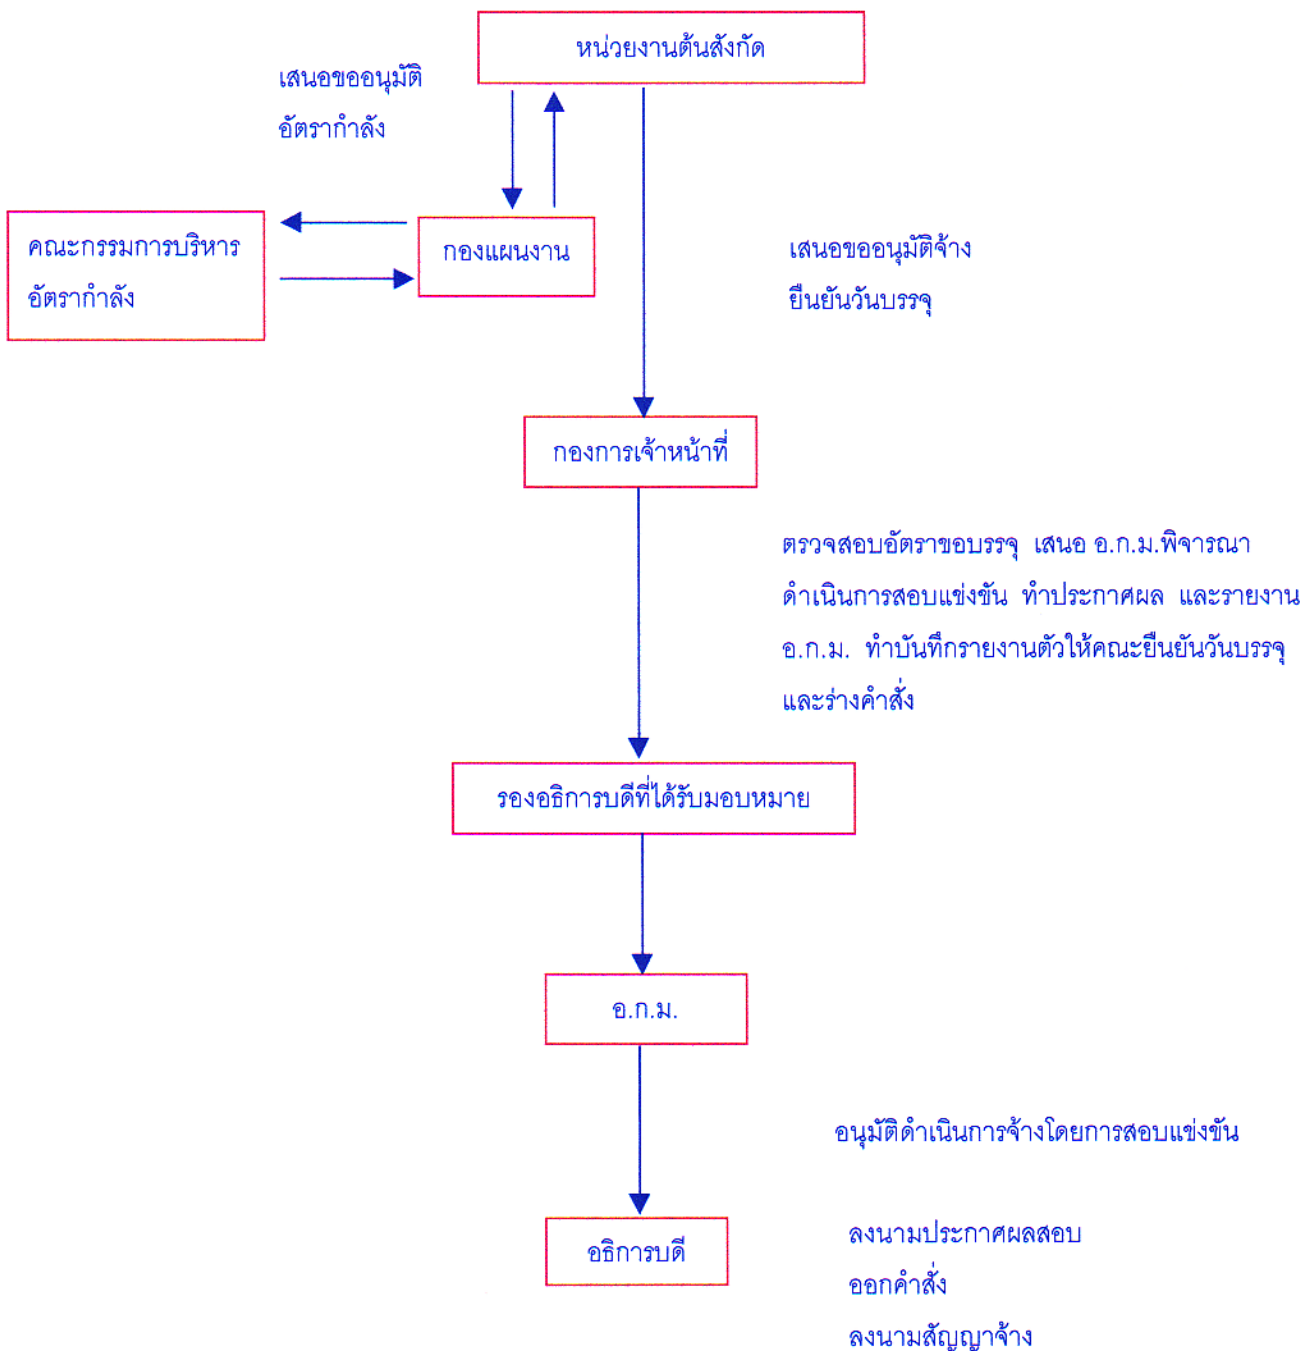 หน่วยงานต้นสังกัด
เสนอขออนุมัติ
อัตรากำลัง
คณะกรรมการบริหาร
อัตรากำลัง
กองแผนงาน
เสนอขออนุมัติจ้าง
ยืนยันวันบรรจุ
กองการเจ้าหน้าที่
ตรวจสอบอัตราขอบรรจุ เสนอ อ.ก.ม.พิจารณา
ดำเนินการสอบแข่งขัน ทำประกาศผล และรายงาน
อ.ก.ม. ทำบันทึกรายงานตัวให้คณะยืนยันวันบรรจุ
และร่างคำสั่ง
รองอธิการบดีที่ได้รับมอบหมาย
อ.ก.ม.
อนุมัติดำเนินการจ้างโดยการสอบแข่งขัน
อธิการบดี
ลงนามประกาศผลสอบ
ออกคำสั่ง
ลงนามสัญญาจ้าง